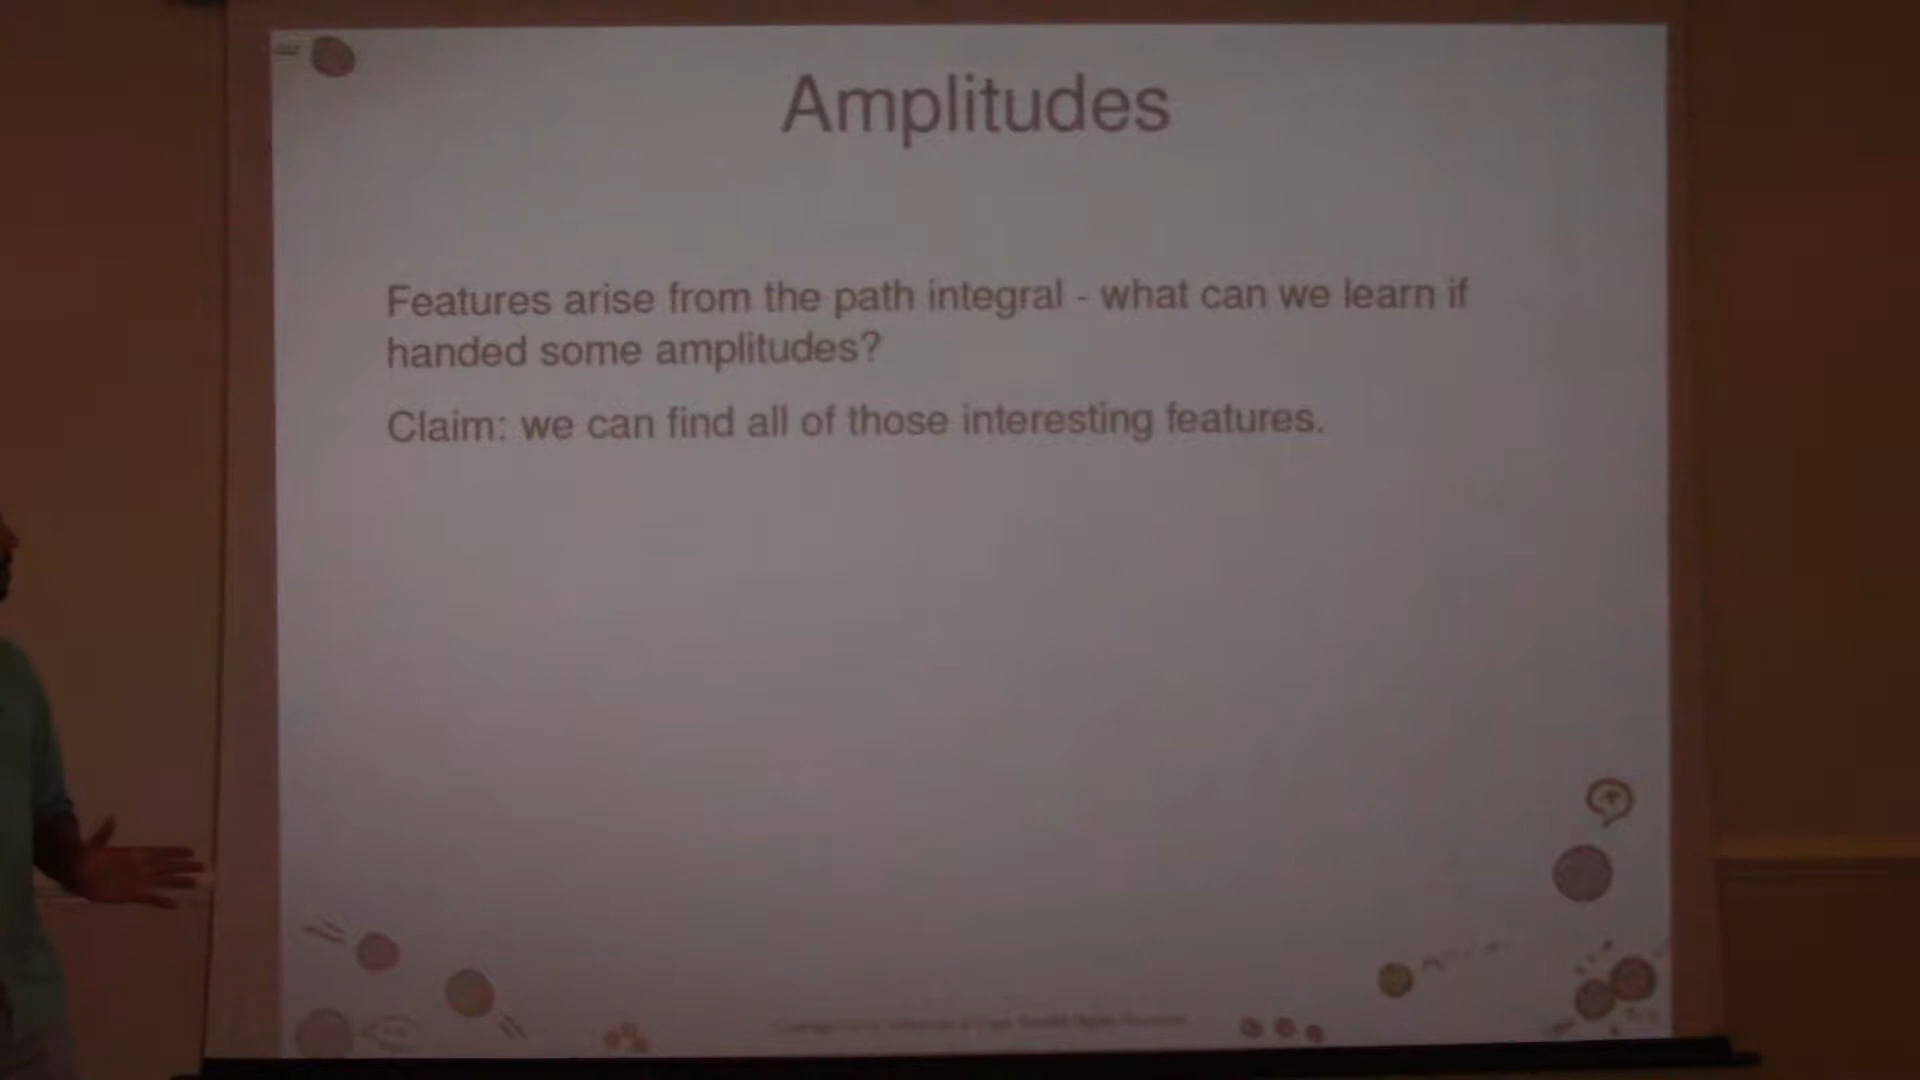 Amplitudes
Features arise from the path integral - what can we learn if
handed some amplitudes?
Claim: we can find all of those interesting features.